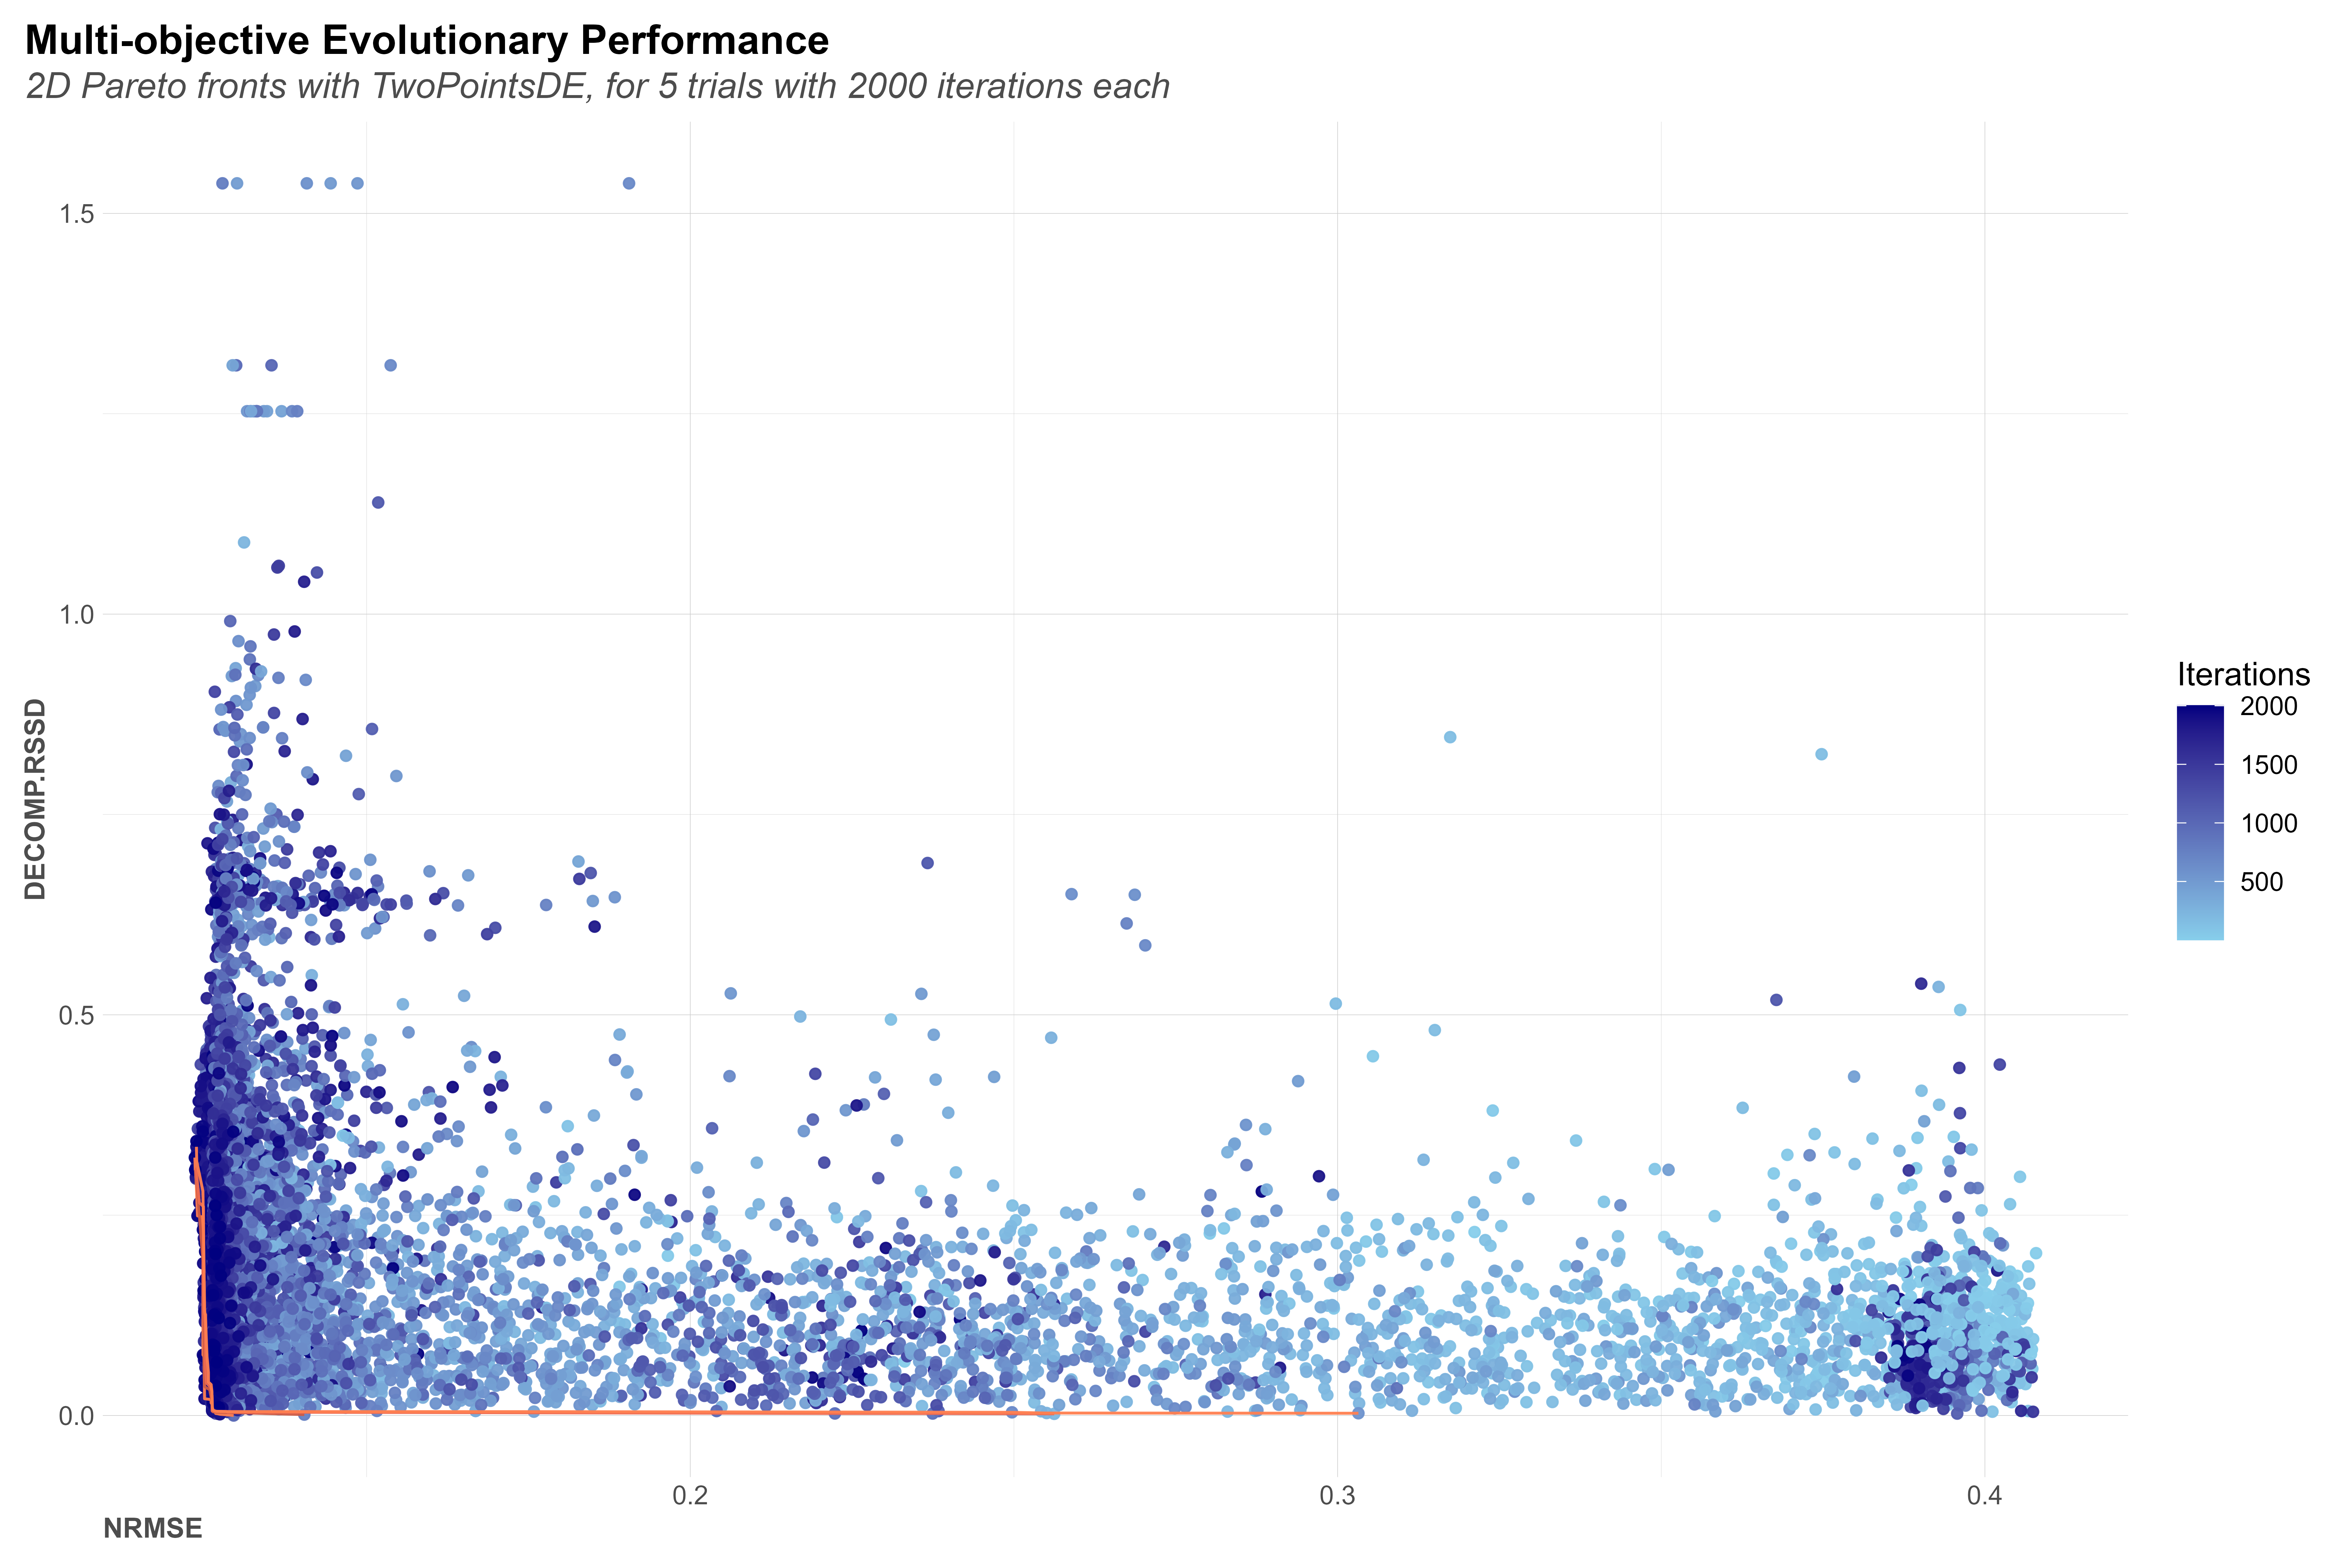 Multi-objective Evolutionary Performance
2D Pareto fronts with TwoPointsDE, for 5 trials with 2000 iterations each
1.5
1.0
0.5
0.0
DECOMP.RSSD
0.2
0.3
0.4
NRMSE
Iterations
2000
1500
1000
500